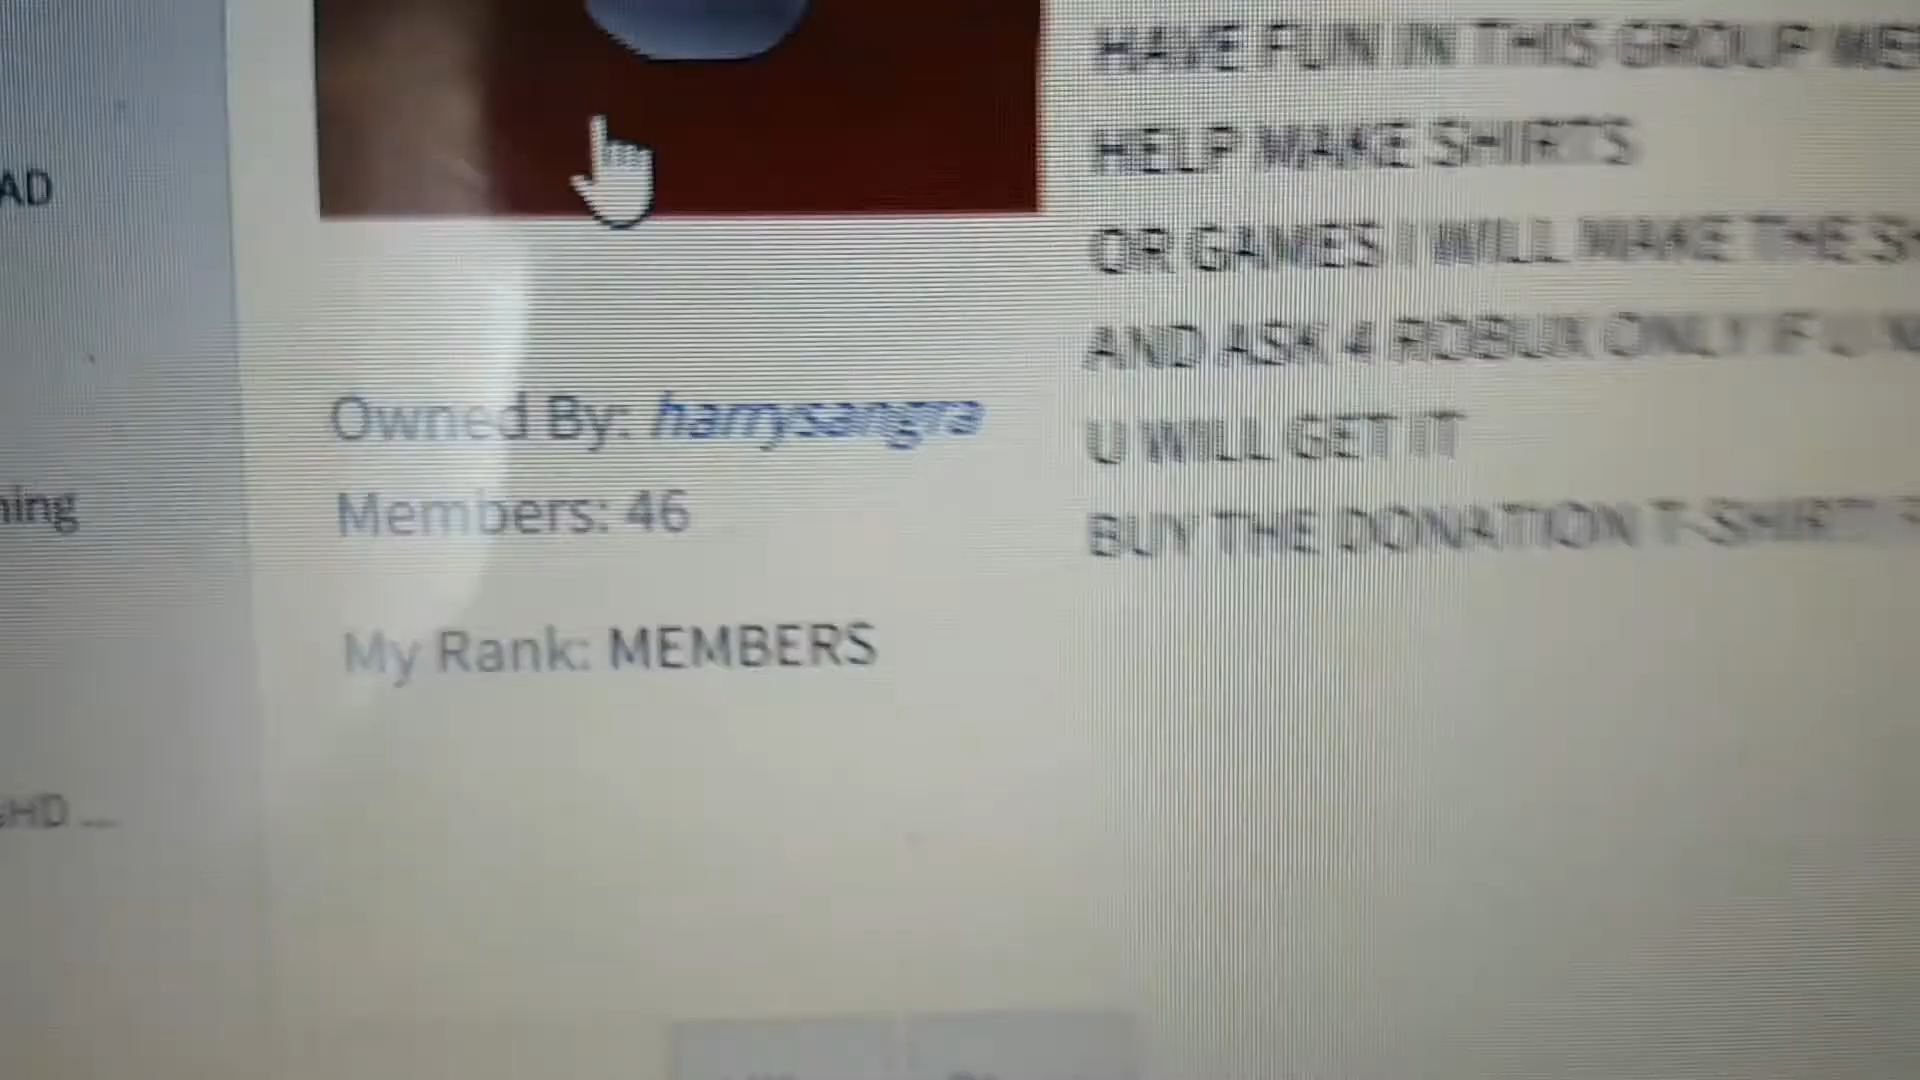 AD
ning
HD ...
Owned By: harrysangra
Members: 46
My Rank: MEMBERS
HAVE FUN IN THIS GROUP
HELP MAKE SHIRTS
OR GAMES I WILL MAKE THE
AND ASK 4 ROBUX ONLY IF U
U WILL GET IT
BUY THE DONATION T-SHIRT